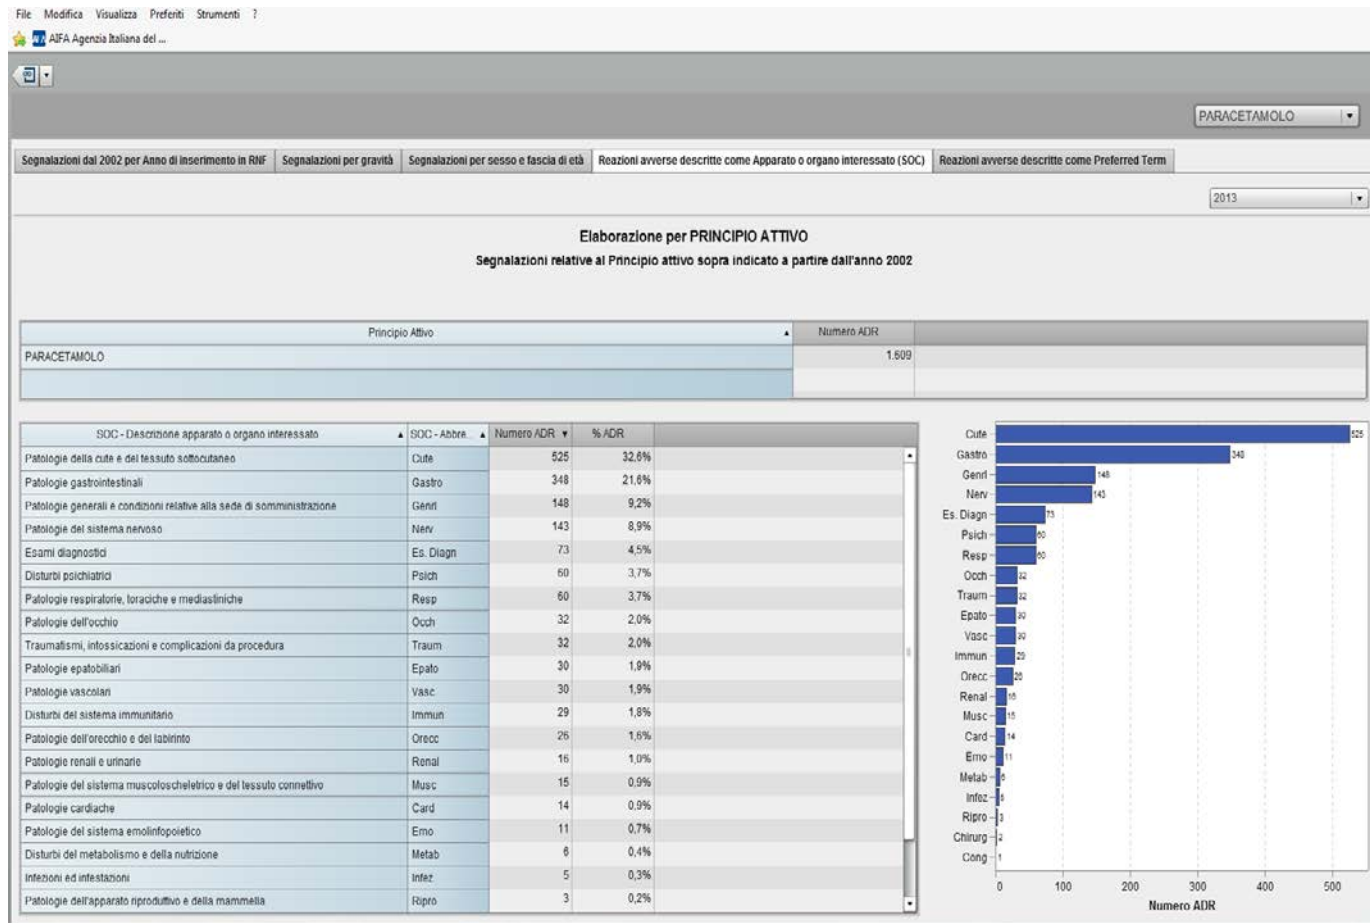 File Modifica Visualizza Preferiti Strumenti ?
AIFA Agenzia Italiana del ...
PARACETAMOLO
Segnalazioni dal 2002 per Anno di inserimento in RNF Segnalazioni per gravità Segnalazioni per sesso e fascia di età Reazioni avverse descritte come Apparato o organo interessato (SOC) Reazioni avverse descritte come Preferred Term
2013
Elaborazione per PRINCIPIO ATTIVO
Segnalazioni relative al Principio attivo sopra indicato a partire dall'anno 2002
Principio Attivo Numero ADR
PARACETAMOLO 1.609
SOC - Descrizione apparato o organo interessato SOC - Abbre... Numero ADR % ADR
Patologie della cute e del tessuto sottocutaneo Cute 525 32,6%
Patologie gastrointestinali Gastro 348 21,6%
Patologie generali e condizioni relative alla sede di somministrazione Genrl 148 9,2%
Patologie del sistema nervoso Nerv 143 8,9%
Esami diagnostici Es. Diagn 73 4,5%
Disturbi psichiatrici Psich 60 3,7%
Patologie respiratorie, toraciche e mediastiniche Resp 60 3,7%
Patologie dell'occhio Occh 32 2,0%
Traumatismi, intossicazioni e complicazioni da procedura Traum 32 2,0%
Patologie epatobiliari Epato 30 1,9%
Patologie vascolari Vasc 30 1,9%
Disturbi del sistema immunitario Immun 29 1,8%
Patologie dell'orecchio e del labirinto Orecc 26 1,6%
Patologie renali e urinarie Renal 16 1,0%
Patologie del sistema muscoloscheletrico e del tessuto connettivo Musc 15 0,9%
Patologie cardiache Card 14 0,9%
Patologie del sistema emolinfopoietico Emo 11 0,7%
Disturbi del metabolismo e della nutrizione Metab 6 0,4%
Infezioni ed infestazioni Infez 5 0,3%
Patologie dell'apparato riproduttivo e della mammella Ripro 3 0,2%
Cute 525
Gastro 348
Genrl 148
Nerv 143
Es. Diagn 73
Psich 60
Resp 60
Occh 32
Traum 32
Epato 30
Vasc 30
Immun 29
Orecc 26
Renal 16
Musc 15
Card 14
Emo 11
Metab 6
Infez 5
Ripro 3
Chirurg 2
Cong 1
0 100 200 300 400 500
Numero ADR